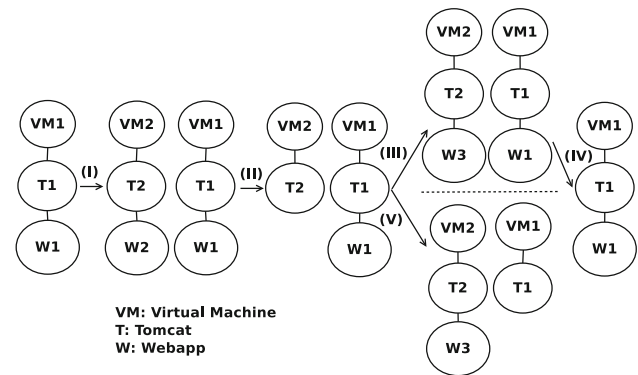 VM1
T1
W1
(I)
VM2
T2
W2
VM1
T1
W1
(II)
VM2
T2
VM1
T1
W1
(III)
(V)
VM2
T2
W3
VM1
T1
W1
(IV)
VM2
T2
W3
VM1
T1
VM1
T1
W1
VM: Virtual Machine
T: Tomcat
W: Webapp